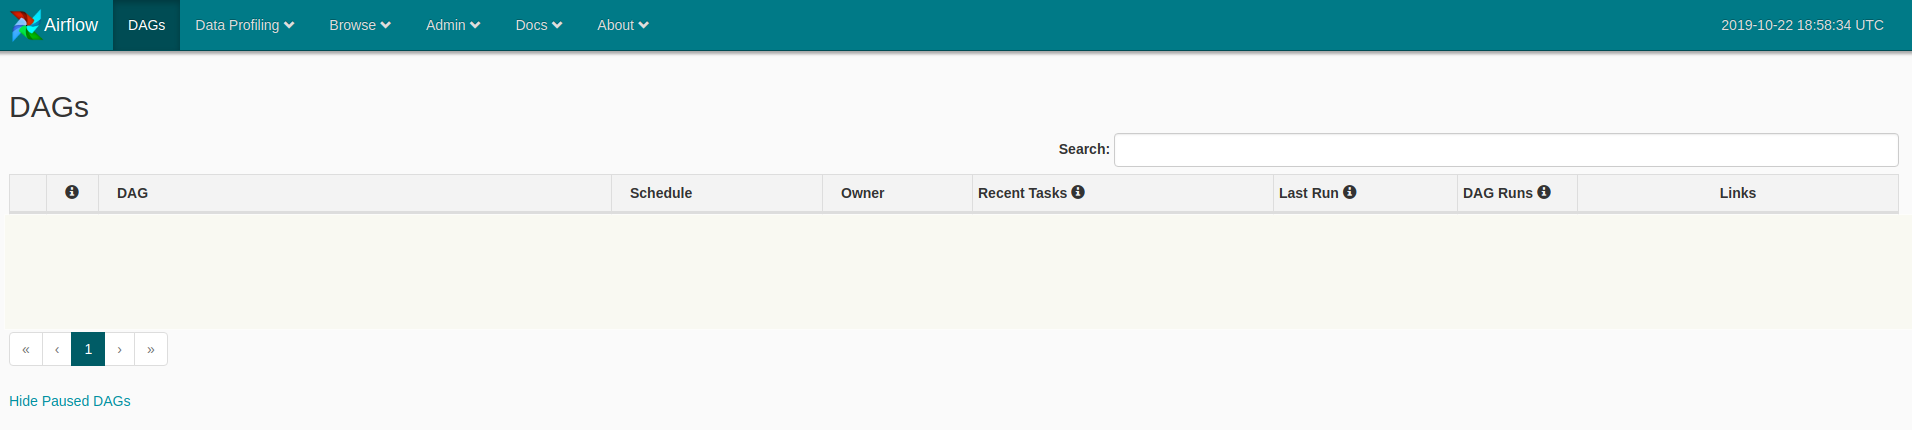 Airflow DAGs Data Profiling Browse Admin Docs About 2019-10-22 18:58:34 UTC
DAGs
Search:
DAG Schedule Owner Recent Tasks Last Run DAG Runs Links
« ‹ 1 › »
Hide Paused DAGs